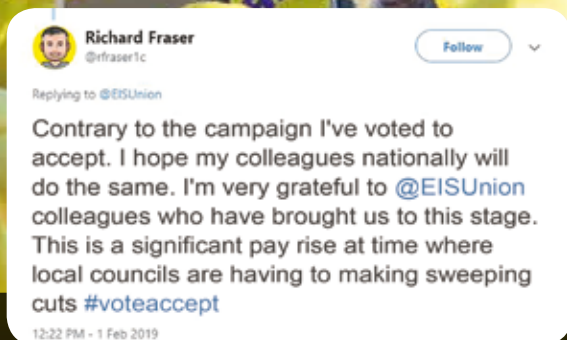 Richard Fraser
@rfraser1c
Follow
Replying to @EISUnion
Contrary to the campaign I've voted to
accept. I hope my colleagues nationally will
do the same. I'm very grateful to @EISUnion
colleagues who have brought us to this stage.
This is a significant pay rise at time where
local councils are having to making sweeping
cuts #voteaccept
12:22 PM - 1 Feb 2019